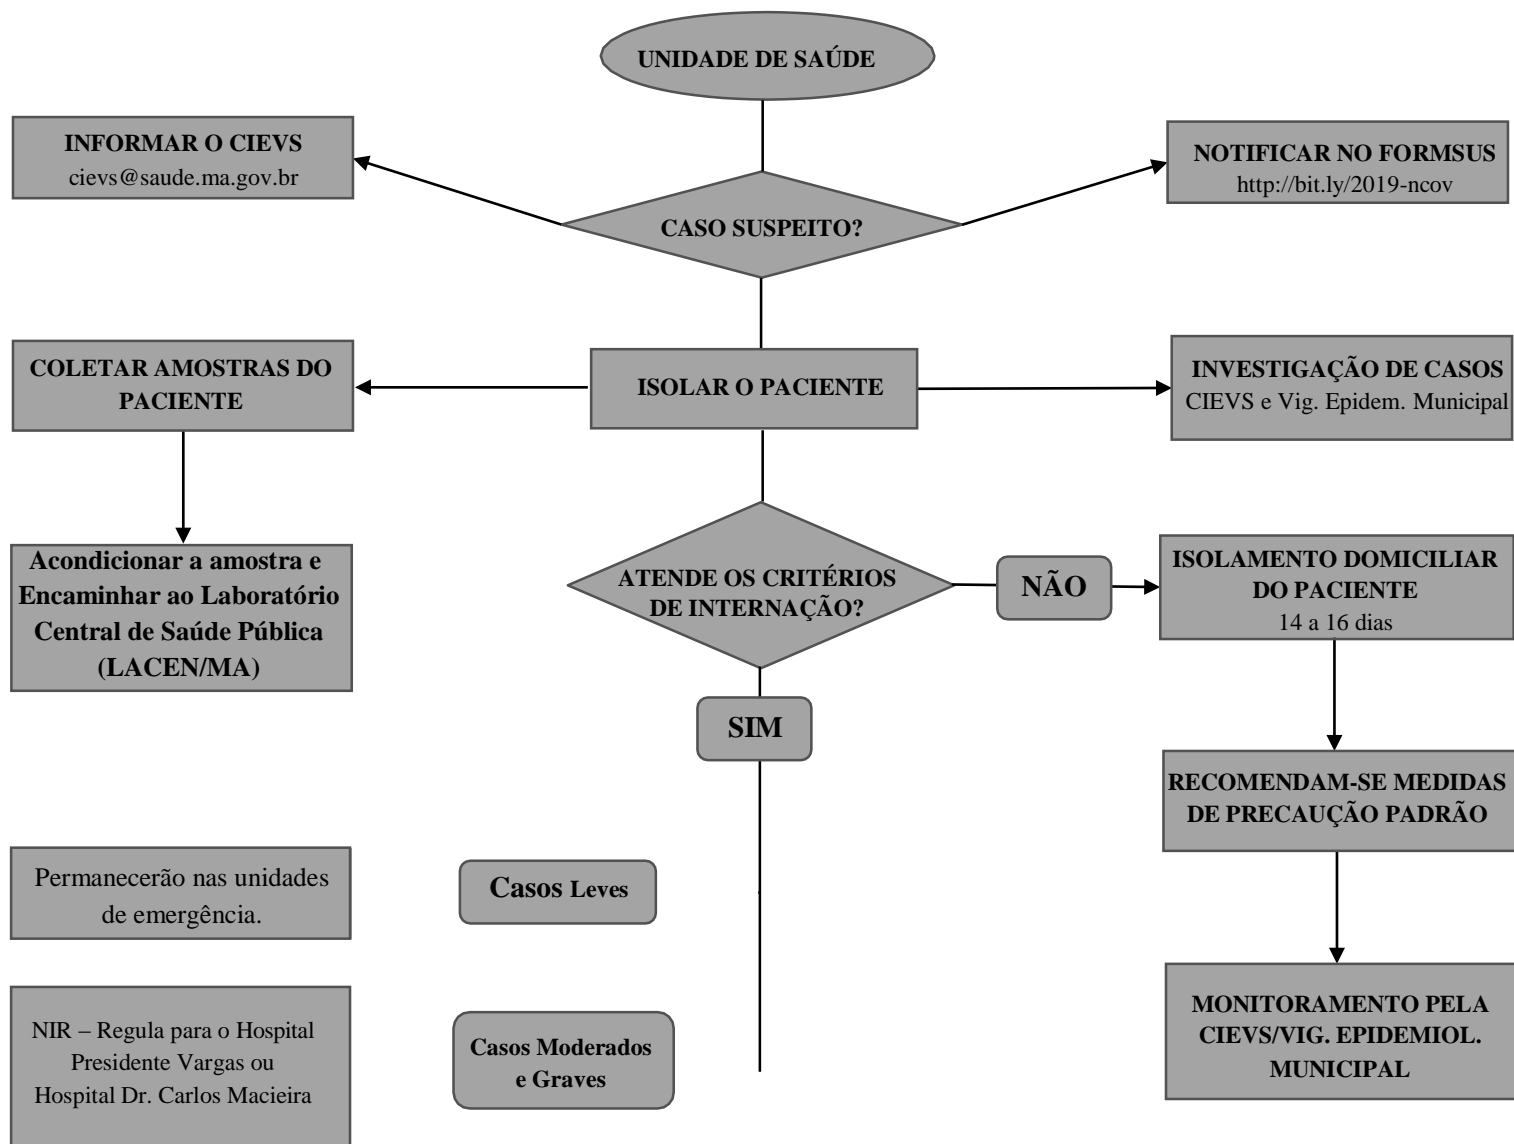 UNIDADE DE SAÚDE
INFORMAR O CIEVS
cievs@saude.ma.gov.br
NOTIFICAR NO FORMSUS
http://bit.ly/2019-ncov
CASO SUSPEITO?
COLETAR AMOSTRAS DO
PACIENTE
ISOLAR O PACIENTE
INVESTIGAÇÃO DE CASOS
CIEVS e Vig. Epidem. Municipal
Acondicionar a amostra e
Encaminhar ao Laboratório
Central de Saúde Pública
(LACEN/MA)
ATENDE OS CRITÉRIOS
DE INTERNAÇÃO?
NÃO
ISOLAMENTO DOMICILIAR
DO PACIENTE
14 a 16 dias
SIM
RECOMENDAM-SE MEDIDAS
DE PRECAUÇÃO PADRÃO
Permanecerão nas unidades
de emergência.
Casos Leves
NIR – Regula para o Hospital
Presidente Vargas ou
Hospital Dr. Carlos Macieira
Casos Moderados
e Graves
MONITORAMENTO PELA
CIEVS/VIG. EPIDEMIOL.
MUNICIPAL